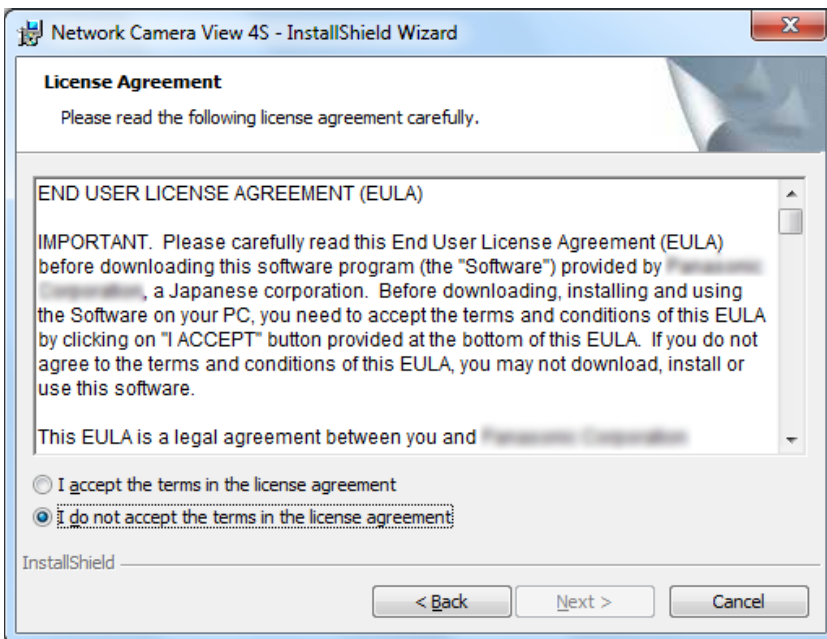 Network Camera View 4S - InstallShield Wizard
License Agreement
Please read the following license agreement carefully.
END USER LICENSE AGREEMENT (EULA)
IMPORTANT.  Please carefully read this End User License Agreement (EULA)
before downloading this software program (the "Software") provided by
, a Japanese corporation.  Before downloading, installing and using
the Software on your PC, you need to accept the terms and conditions of this EULA
by clicking on "I ACCEPT" button provided at the bottom of this EULA.  If you do not
agree to the terms and conditions of this EULA, you may not download, install or
use this software.
This EULA is a legal agreement between you and
I accept the terms in the license agreement
I do not accept the terms in the license agreement
InstallShield
< Back Next > Cancel